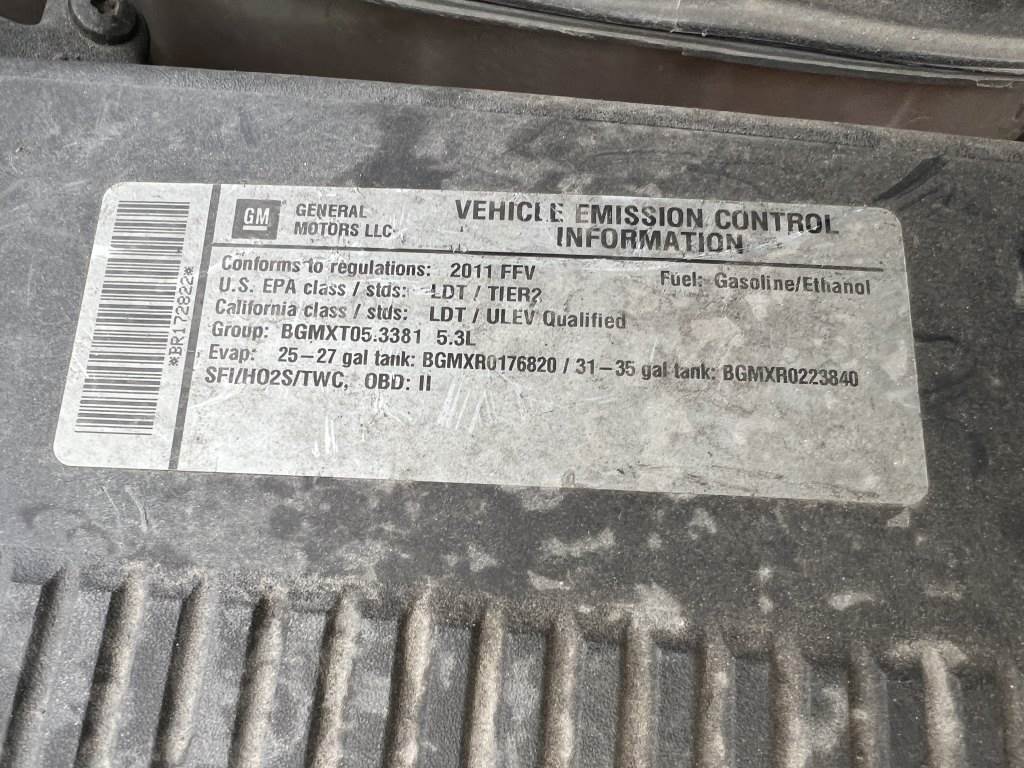 GM GENERAL MOTORS LLC
VEHICLE EMISSION CONTROL
INFORMATION
Conforms to regulations: 2011 FFV
Fuel: Gasoline/Ethanol
U.S. EPA class / stds: LDT / TIER2
California class / stds: LDT / ULEV Qualified
Group: BGMXT05.3381 5.3L
Evap: 25-27 gal tank: BGMXR0176820 / 31-35 gal tank: BGMXR0223840
SFI/HO2S/TWC, OBD: II
*BR172822*